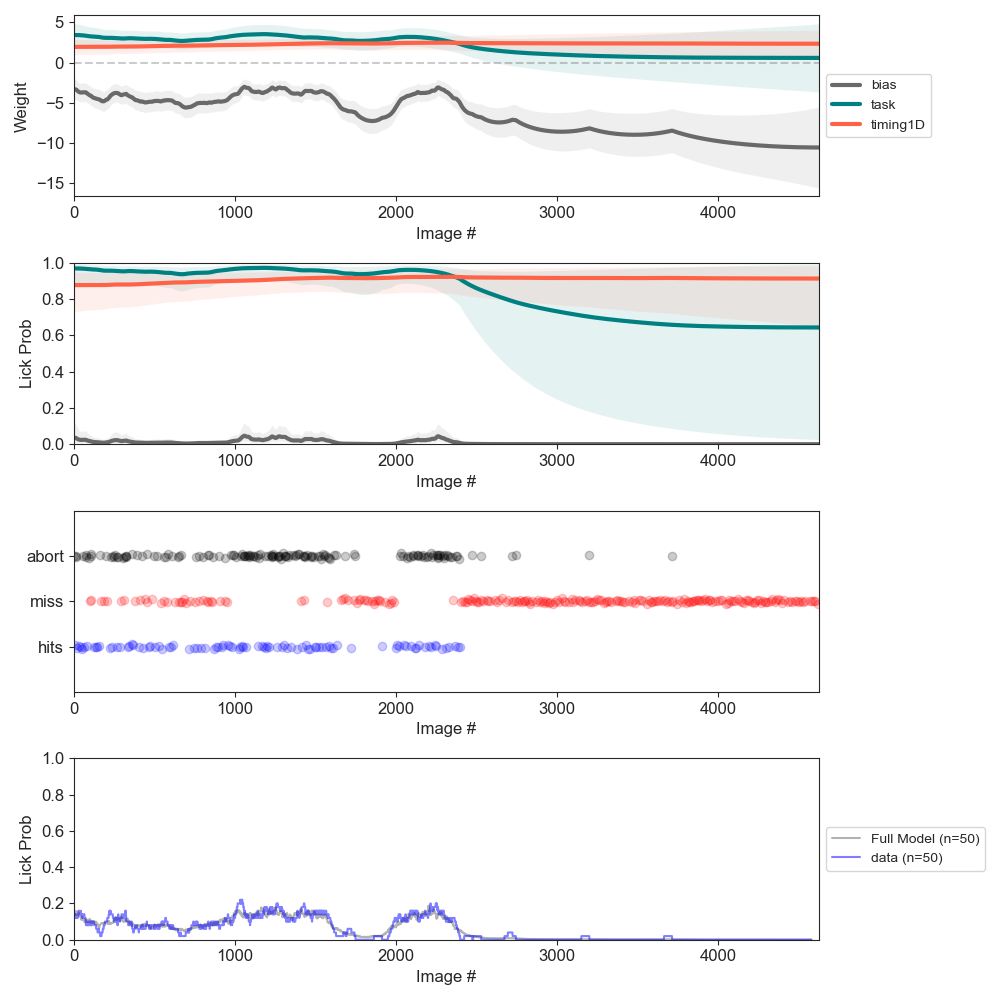 5
0
−5
−10
−15
Weight
0 1000 2000 3000 4000
Image #
bias
task
timing1D
1.0
0.8
0.6
0.4
0.2
0.0
Lick Prob
0 1000 2000 3000 4000
Image #
abort
miss
hits
0 1000 2000 3000 4000
Image #
1.0
0.8
0.6
0.4
0.2
0.0
Lick Prob
0 1000 2000 3000 4000
Image #
Full Model (n=50)
data (n=50)